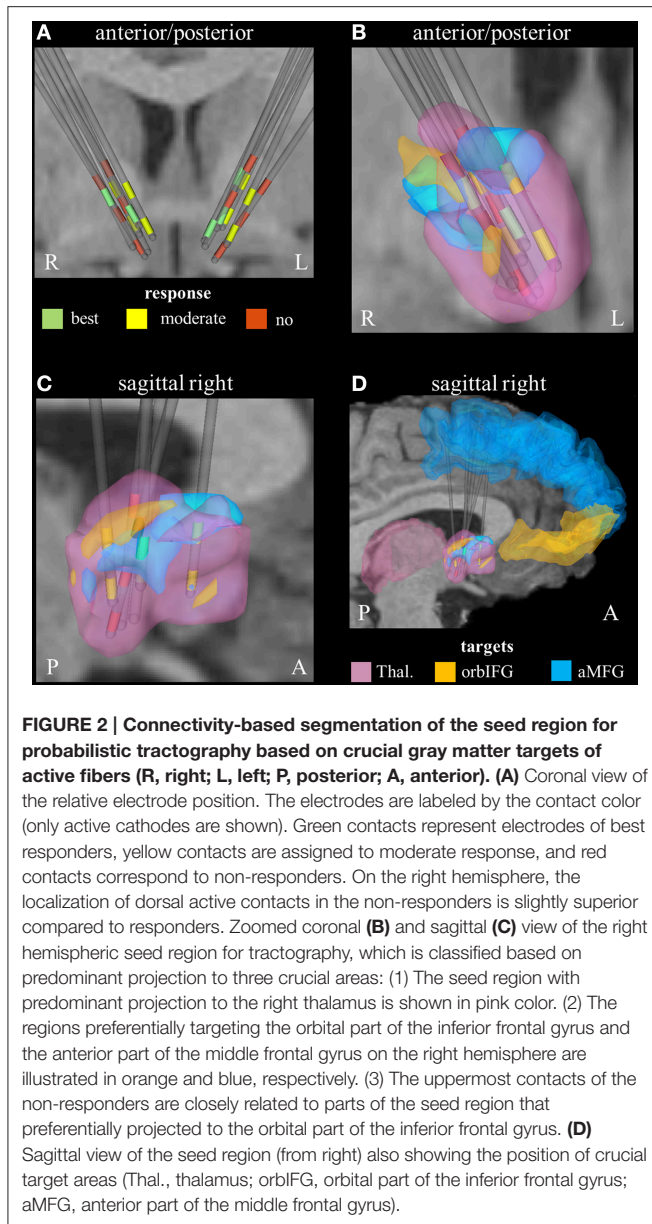 A
anterior/posterior
R
L
response
best
moderate
no
B
anterior/posterior
R
L
C
sagittal right
P
A
D
sagittal right
P
A
targets
Thal.
orbIFG
aMFG
FIGURE 2 | Connectivity-based segmentation of the seed region for
probabilistic tractography based on crucial gray matter targets of
active fibers (R, right; L, left; P, posterior; A, anterior). (A) Coronal view of
the relative electrode position. The electrodes are labeled by the contact color
(only active cathodes are shown). Green contacts represent electrodes of best
responders, yellow contacts are assigned to moderate response, and red
contacts correspond to non-responders. On the right hemisphere, the
localization of dorsal active contacts in the non-responders is slightly superior
compared to responders. Zoomed coronal (B) and sagittal (C) view of the right
hemispheric seed region for tractography, which is classified based on
predominant projection to three crucial areas: (1) The seed region with
predominant projection to the right thalamus is shown in pink color. (2) The
regions preferentially targeting the orbital part of the inferior frontal gyrus and
the anterior part of the middle frontal gyrus on the right hemisphere are
illustrated in orange and blue, respectively. (3) The uppermost contacts of the
non-responders are closely related to parts of the seed region that
preferentially projected to the orbital part of the inferior frontal gyrus. (D)
Sagittal view of the seed region (from right) also showing the position of crucial
target areas (Thal., thalamus; orbIFG, orbital part of the inferior frontal gyrus;
aMFG, anterior part of the middle frontal gyrus).